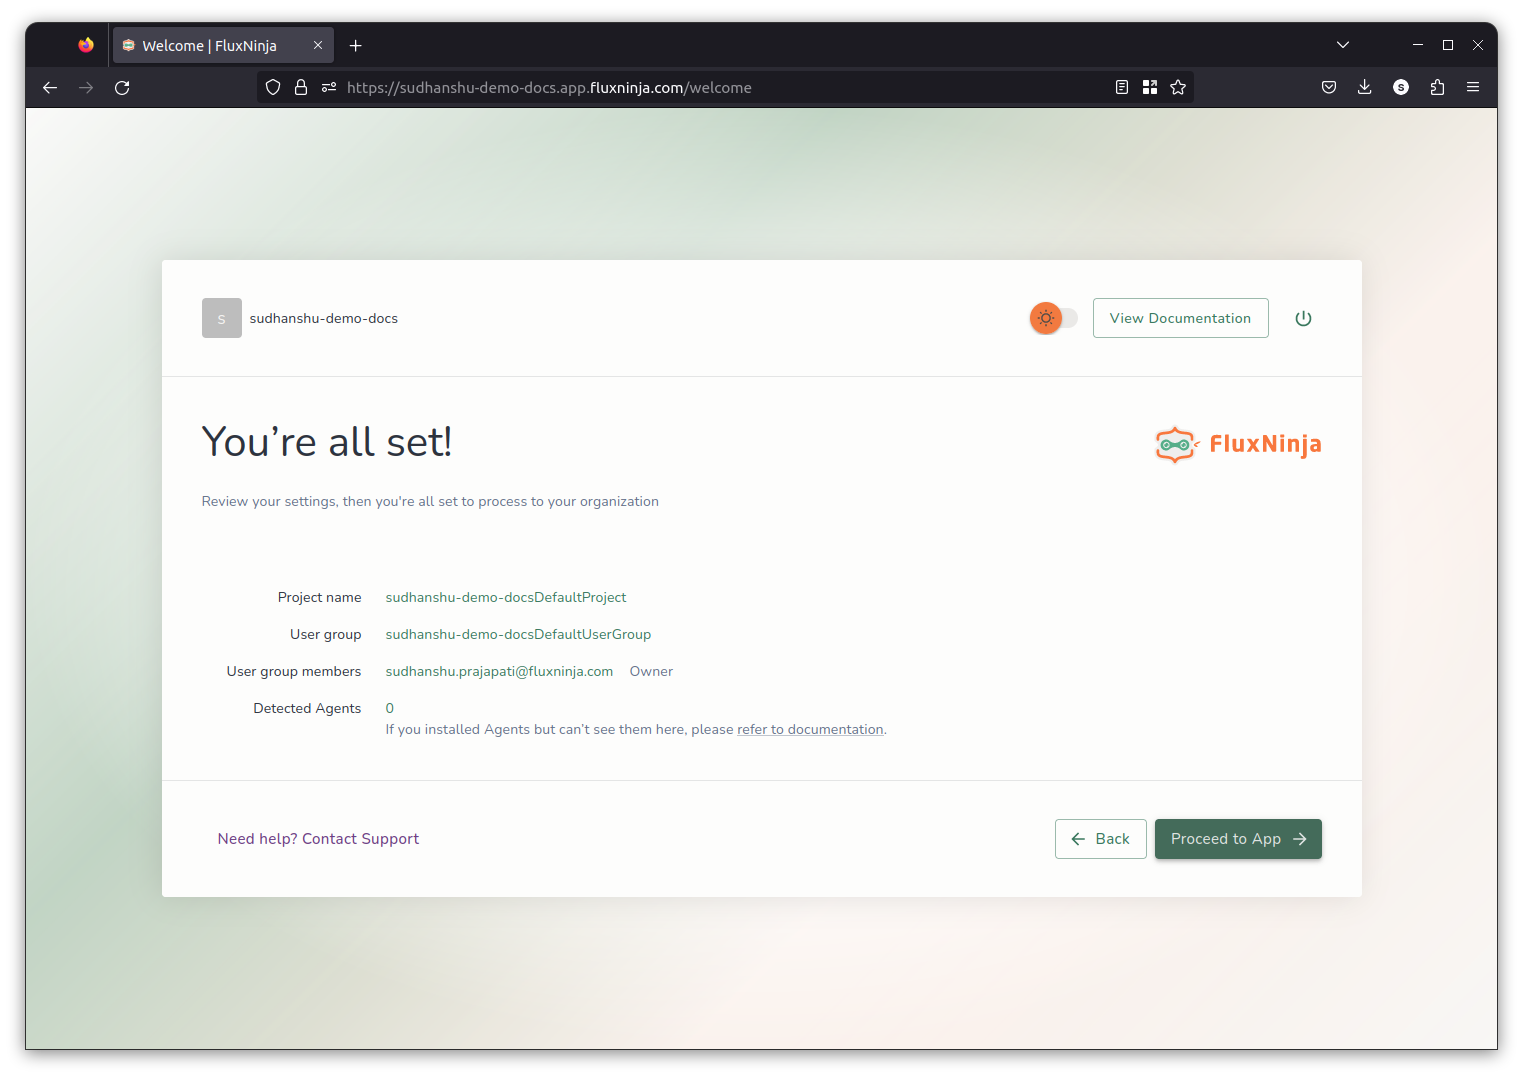 Welcome | FluxNinja
https://sudhanshu-demo-docs.app.fluxninja.com/welcome
S
S
sudhanshu-demo-docs
View Documentation
You’re all set!
FluxNinja
Review your settings, then you're all set to process to your organization
Project name sudhanshu-demo-docsDefaultProject
User group sudhanshu-demo-docsDefaultUserGroup
User group members sudhanshu.prajapati@fluxninja.com Owner
Detected Agents 0
If you installed Agents but can’t see them here, please refer to documentation.
Need help? Contact Support
Back
Proceed to App